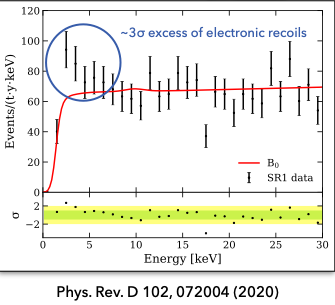 120
~3σ excess of electronic recoils
100
80
60
40
20
0
Events/(t·y·keV)
B₀
SR1 data
2
−2
σ
0 5 10 15 20 25 30
Energy [keV]
Phys. Rev. D 102, 072004 (2020)